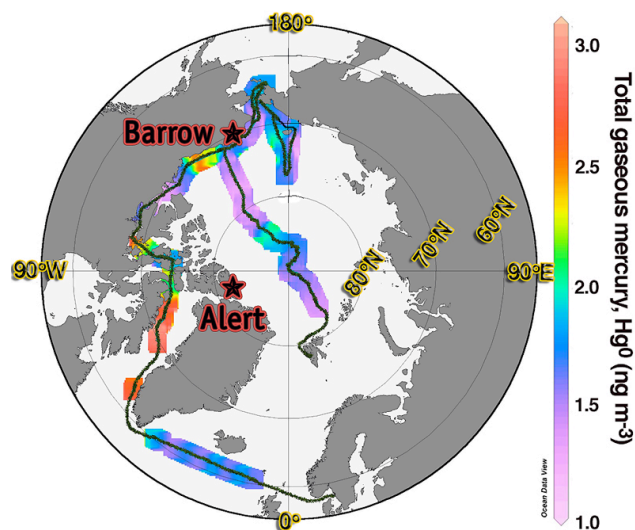 180°
Barrow
90°W
Alert
60°N
70°N
80°N
90°E
0°
3.0
2.5
2.0
1.5
1.0
Total gaseous mercury, Hg⁰ (ng m-³)
Ocean Data View